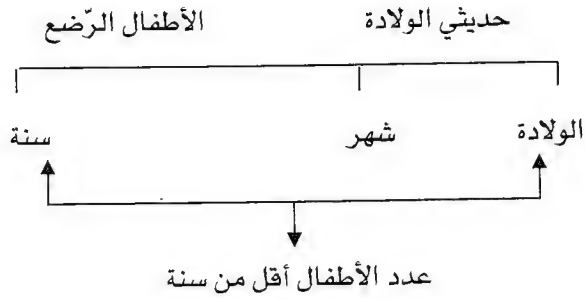 حديثي الولادة الأطفال الرّضع
الولادة شهر سنة
عدد الأطفال أقل من سنة